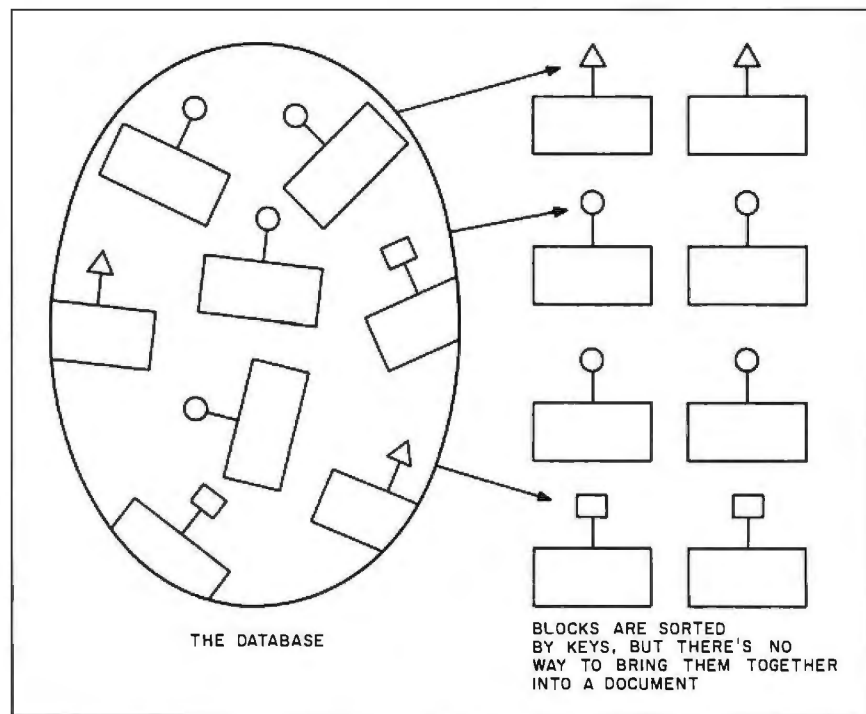 THE DATABASE
BLOCKS ARE SORTED
BY KEYS, BUT THERE'S NO
WAY TO BRING THEM TOGETHER
INTO A DOCUMENT